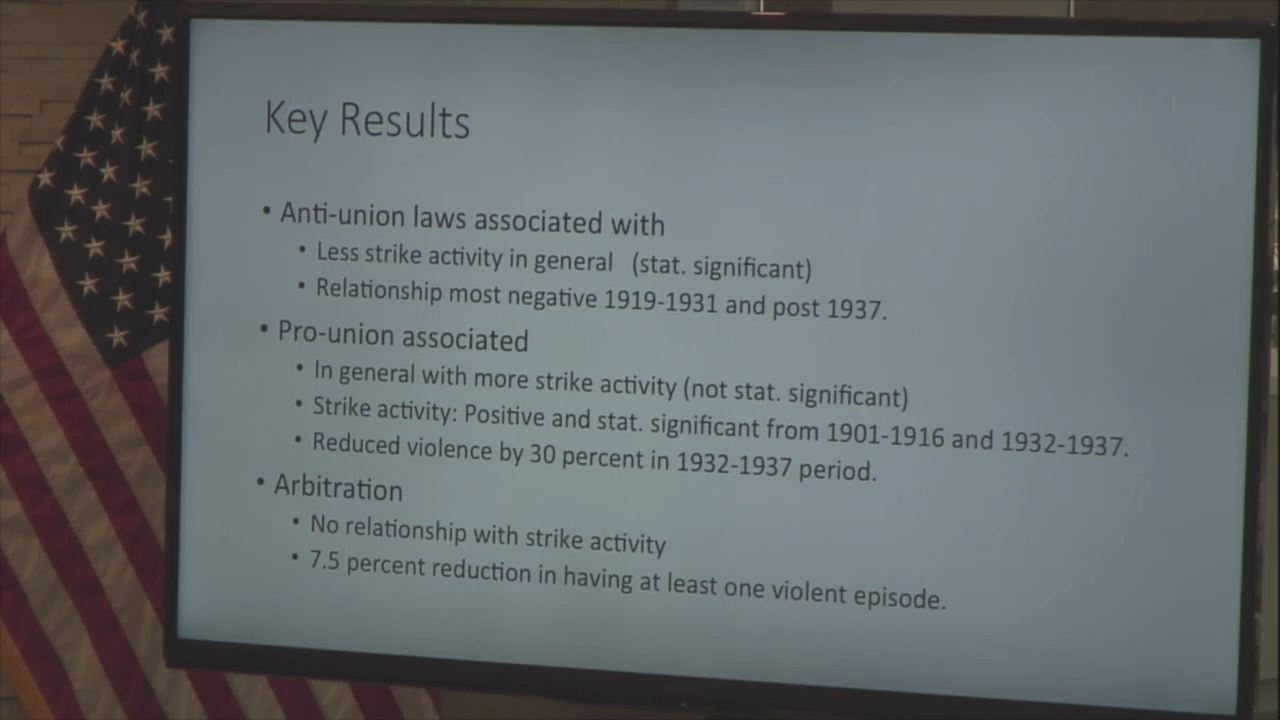 Key Results
• Anti-union laws associated with
• Less strike activity in general (stat. significant)
• Relationship most negative 1919-1931 and post 1937.
• Pro-union associated
• In general with more strike activity (not stat. significant)
• Strike activity: Positive and stat. significant from 1901-1916 and 1932-1937.
• Reduced violence by 30 percent in 1932-1937 period.
• Arbitration
• No relationship with strike activity
• 7.5 percent reduction in having at least one violent episode.